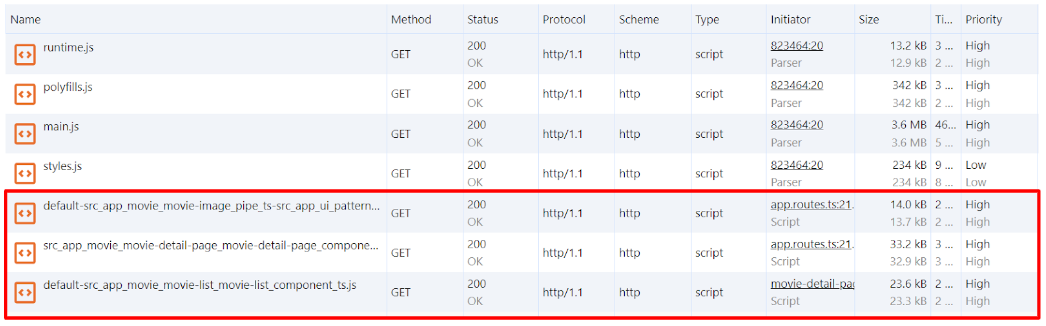 Name Method Status Protocol Scheme Type Initiator Size Ti... Priority
runtime.js GET 200 http/1.1 http script 823464:20 13.2 kB 3 ... High
OK Parser 12.9 kB 2 ... High
polyfills.js GET 200 http/1.1 http script 823464:20 342 kB 3 ... High
OK Parser 342 kB 2 ... High
main.js GET 200 http/1.1 http script 823464:20 3.6 MB 46... High
OK Parser 3.6 MB 5 ... High
styles.js GET 200 http/1.1 http script 823464:20 234 kB 9 ... Low
OK Parser 234 kB 8 ... Low
default-src_app_movie_movie-image_pipe_ts-src_app_ui_pattern... GET 200 http/1.1 http script app.routes.ts:21 14.0 kB 2 ... High
OK Script 13.7 kB 2 ... High
src_app_movie_movie-detail-page_movie-detail-page_compone... GET 200 http/1.1 http script app.routes.ts:21 33.2 kB 3 ... High
OK Script 32.9 kB 3 ... High
default-src_app_movie_movie-list_movie-list_component_ts.js GET 200 http/1.1 http script movie-detail-pa 23.6 kB 2 ... High
OK Script 23.3 kB 2 ... High